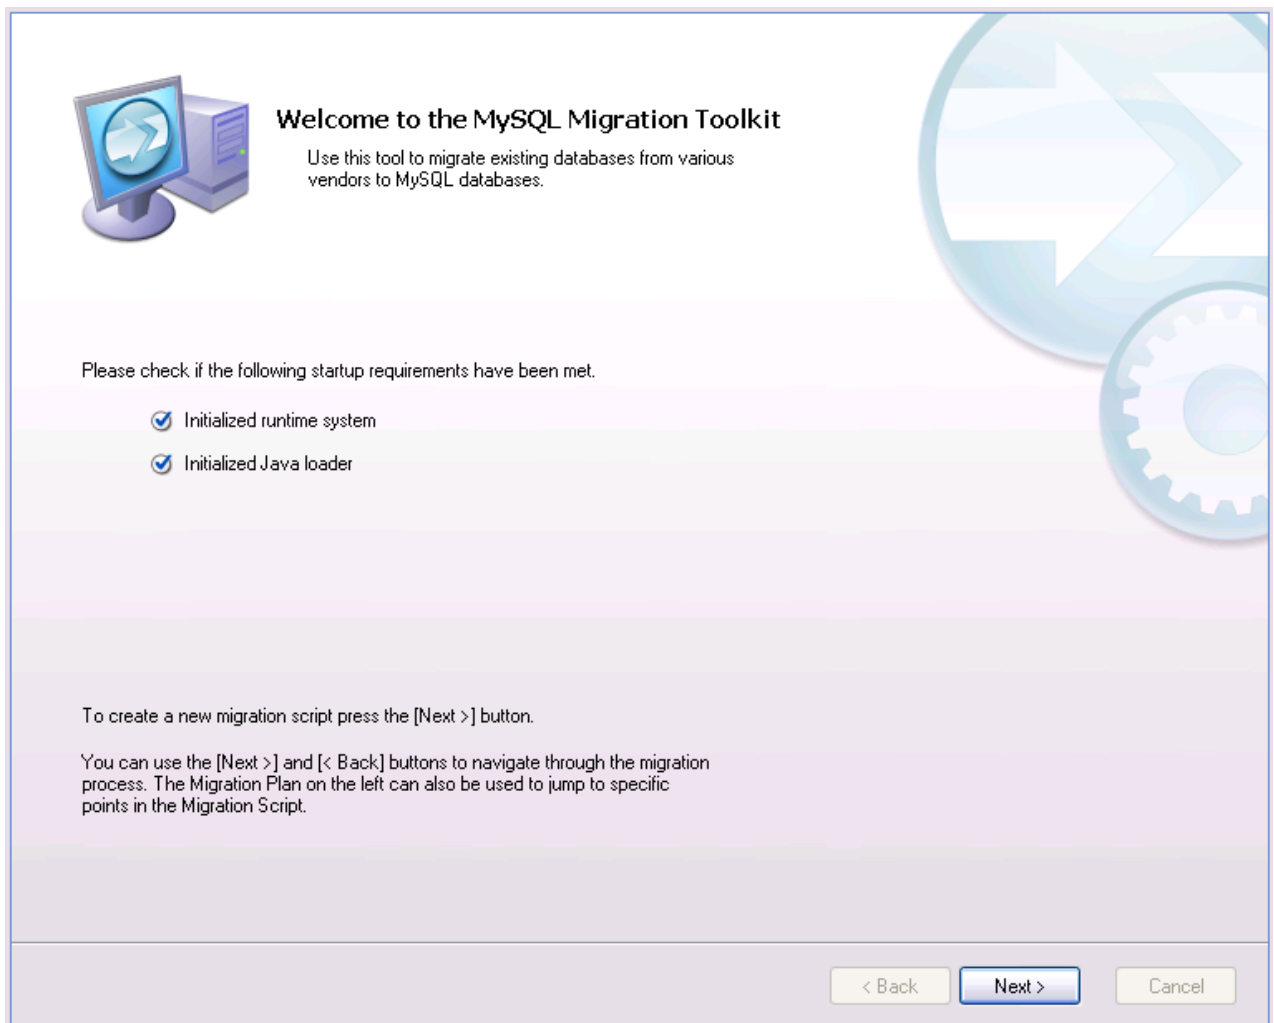 Welcome to the MySQL Migration Toolkit
Use this tool to migrate existing databases from various
vendors to MySQL databases.
Please check if the following startup requirements have been met.
Initialized runtime system
Initialized Java loader
To create a new migration script press the [Next >] button.
You can use the [Next >] and [< Back] buttons to navigate through the migration
process. The Migration Plan on the left can also be used to jump to specific
points in the Migration Script.
< Back
Next >
Cancel